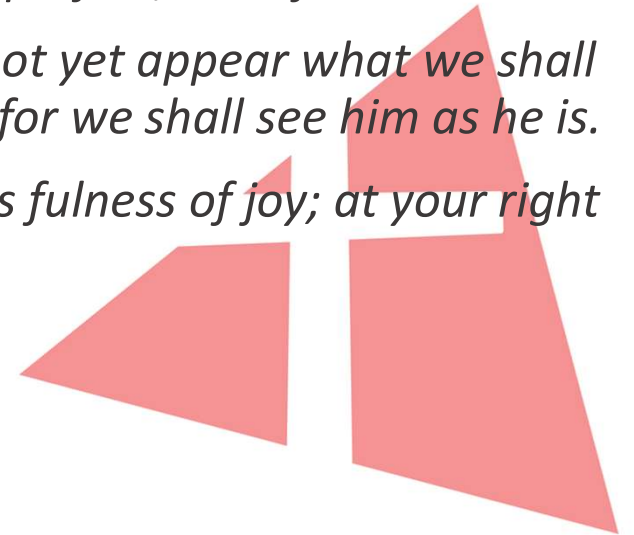 ot yet appear what we shall
for we shall see him as he is.
s fulness of joy; at your right